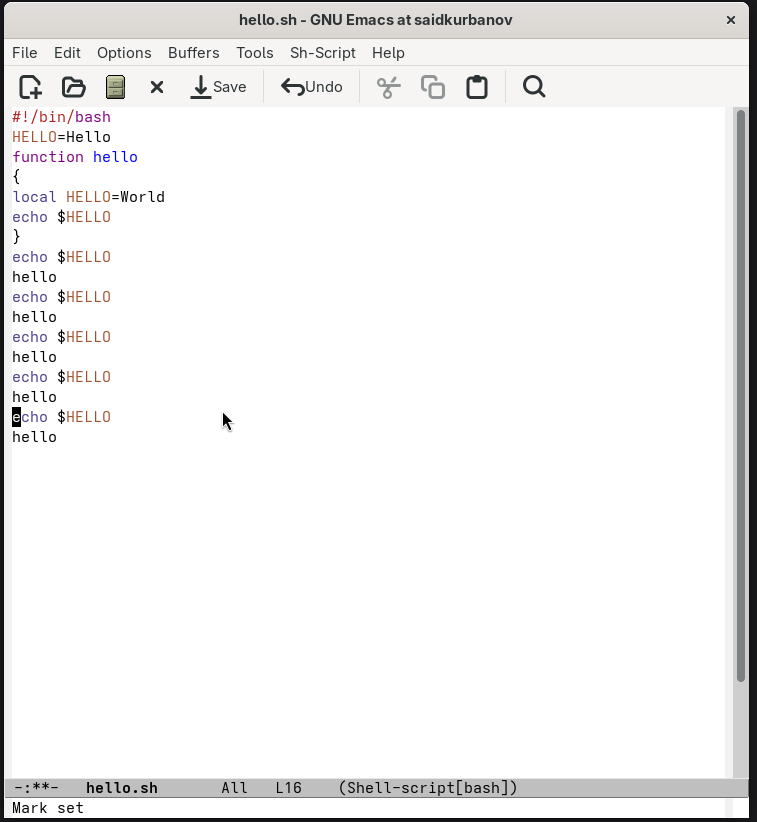 hello.sh - GNU Emacs at saidkurbanov ×
File Edit Options Buffers Tools Sh-Script Help
Save Undo
#!/bin/bash
HELLO=Hello
function hello
{
local HELLO=World
echo $HELLO
}
echo $HELLO
hello
echo $HELLO
hello
echo $HELLO
hello
echo $HELLO
hello
echo $HELLO
hello
-:**- hello.sh All L16 (Shell-script[bash])
Mark set